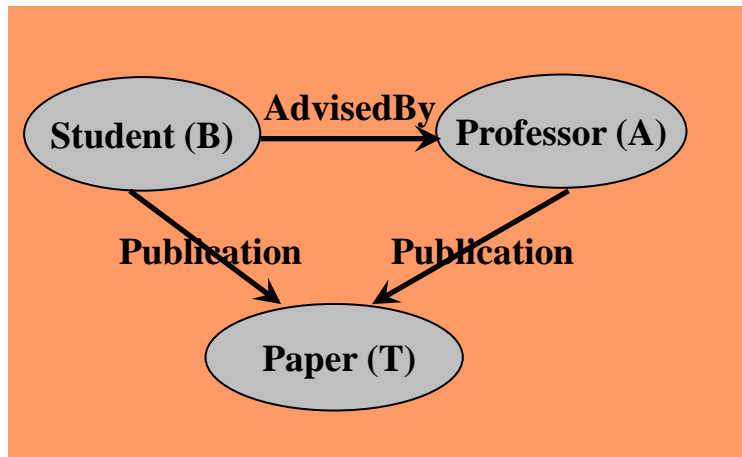 AdvisedBy
Student (B)
Professor (A)
Publication
Publication
Paper (T)